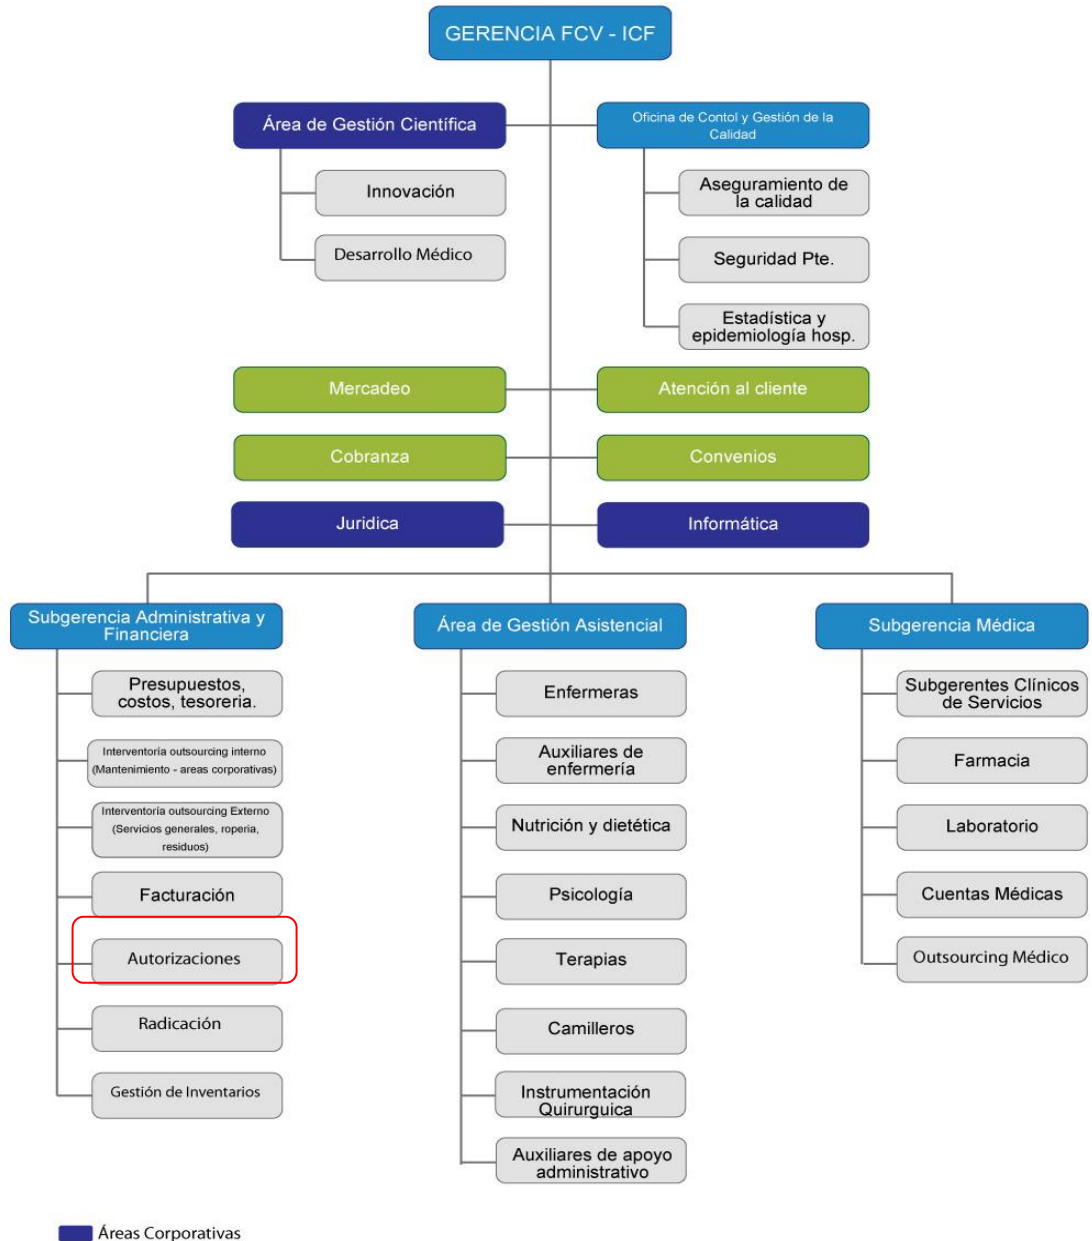 GERENCIA FCV - ICF
Área de Gestión Científica
Oficina de Contol y Gestión de la
Calidad
Innovación
Desarrollo Médico
Aseguramiento de
la calidad
Seguridad Pte.
Estadística y
epidemiología hosp.
Mercadeo
Atención al cliente
Cobranza
Convenios
Juridica
Informática
Subgerencia Administrativa y
Financiera
Presupuestos,
costos, tesoreria.
Interventoría outsourcing interno
(Mantenimiento - areas corporativas)
Interventoría outsourcing Externo
(Servicios generales, roperia,
residuos)
Facturación
Autorizaciones
Radicación
Gestión de Inventarios
Área de Gestión Asistencial
Enfermeras
Auxiliares de
enfermería
Nutrición y dietética
Psicología
Terapias
Camilleros
Instrumentación
Quirurguica
Auxiliares de apoyo
administrativo
Subgerencia Médica
Subgerentes Clínicos
de Servicios
Farmacia
Laboratorio
Cuentas Médicas
Outsourcing Médico
Áreas Corporativas